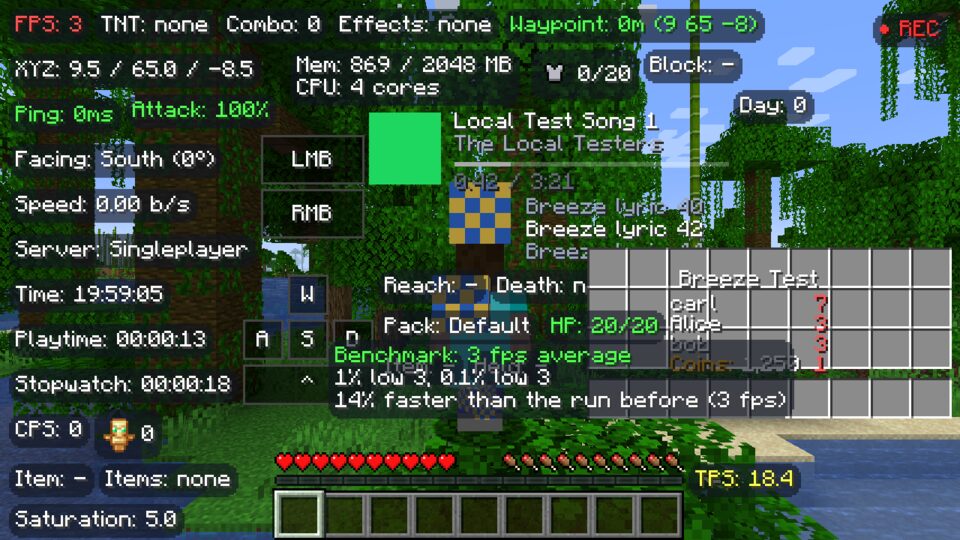 FPS: 3 TNT: none Combo: 0 Effects: none Waypoint: 0m (9 65 -8) REC
XYZ: 9.5 / 65.0 / -8.5
Mem: 869 / 2048 MB
CPU: 4 cores
0/20
Block: -
Day: 0
Ping: 0ms
Attack: 100%
Local Test Song 1
The Local Testers
0:42 / 3:21
Facing: South (0°)
LMB
Speed: 0.00 b/s
RMB
Breeze lyric 40
Breeze lyric 42
Breeze
Server: Singleplayer
Time: 19:59:05
W
Reach: - Death: n
Breeze Test
carl 7
Alice 3
bob 3
Coins: 1,250 1
Playtime: 00:00:13
A S D
Pack: Default HP: 20/20
Benchmark: 3 fps average
1% low 3, 0.1% low 3
14% faster than the run before (3 fps)
Stopwatch: 00:00:18
^
CPS: 0
0
Item: - Items: none
TPS: 18.4
Saturation: 5.0